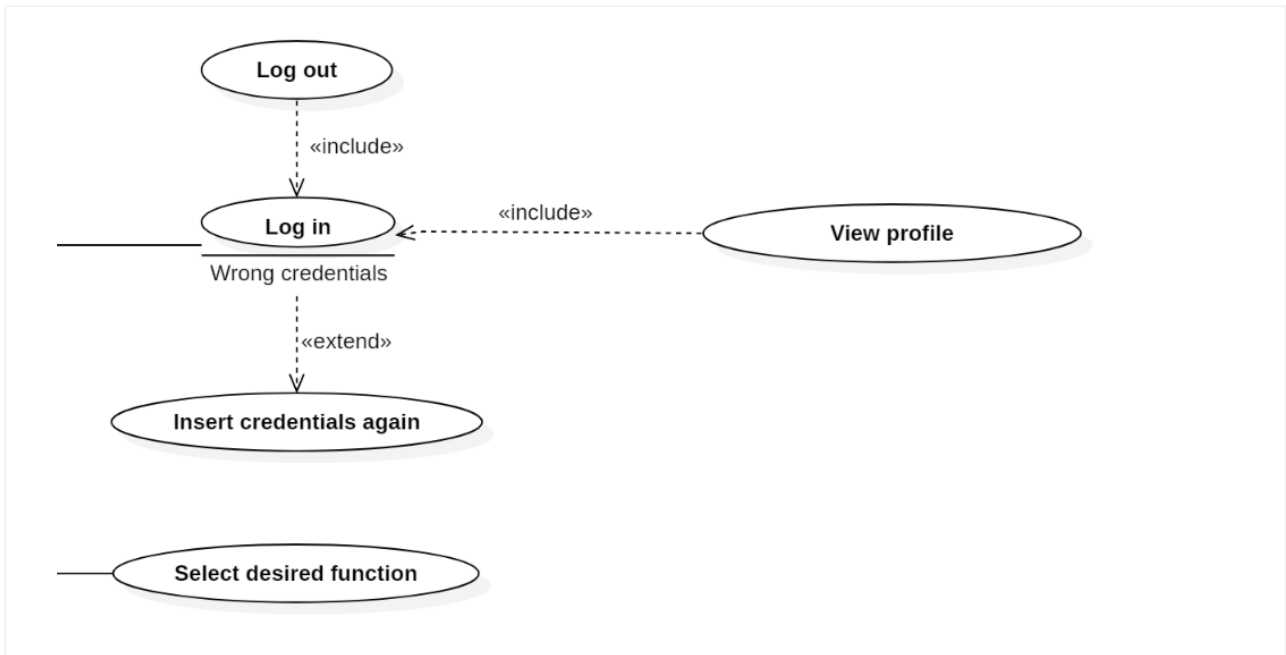 Log out
«include»
Log in
«include»
View profile
Wrong credentials
«extend»
Insert credentials again
Select desired function